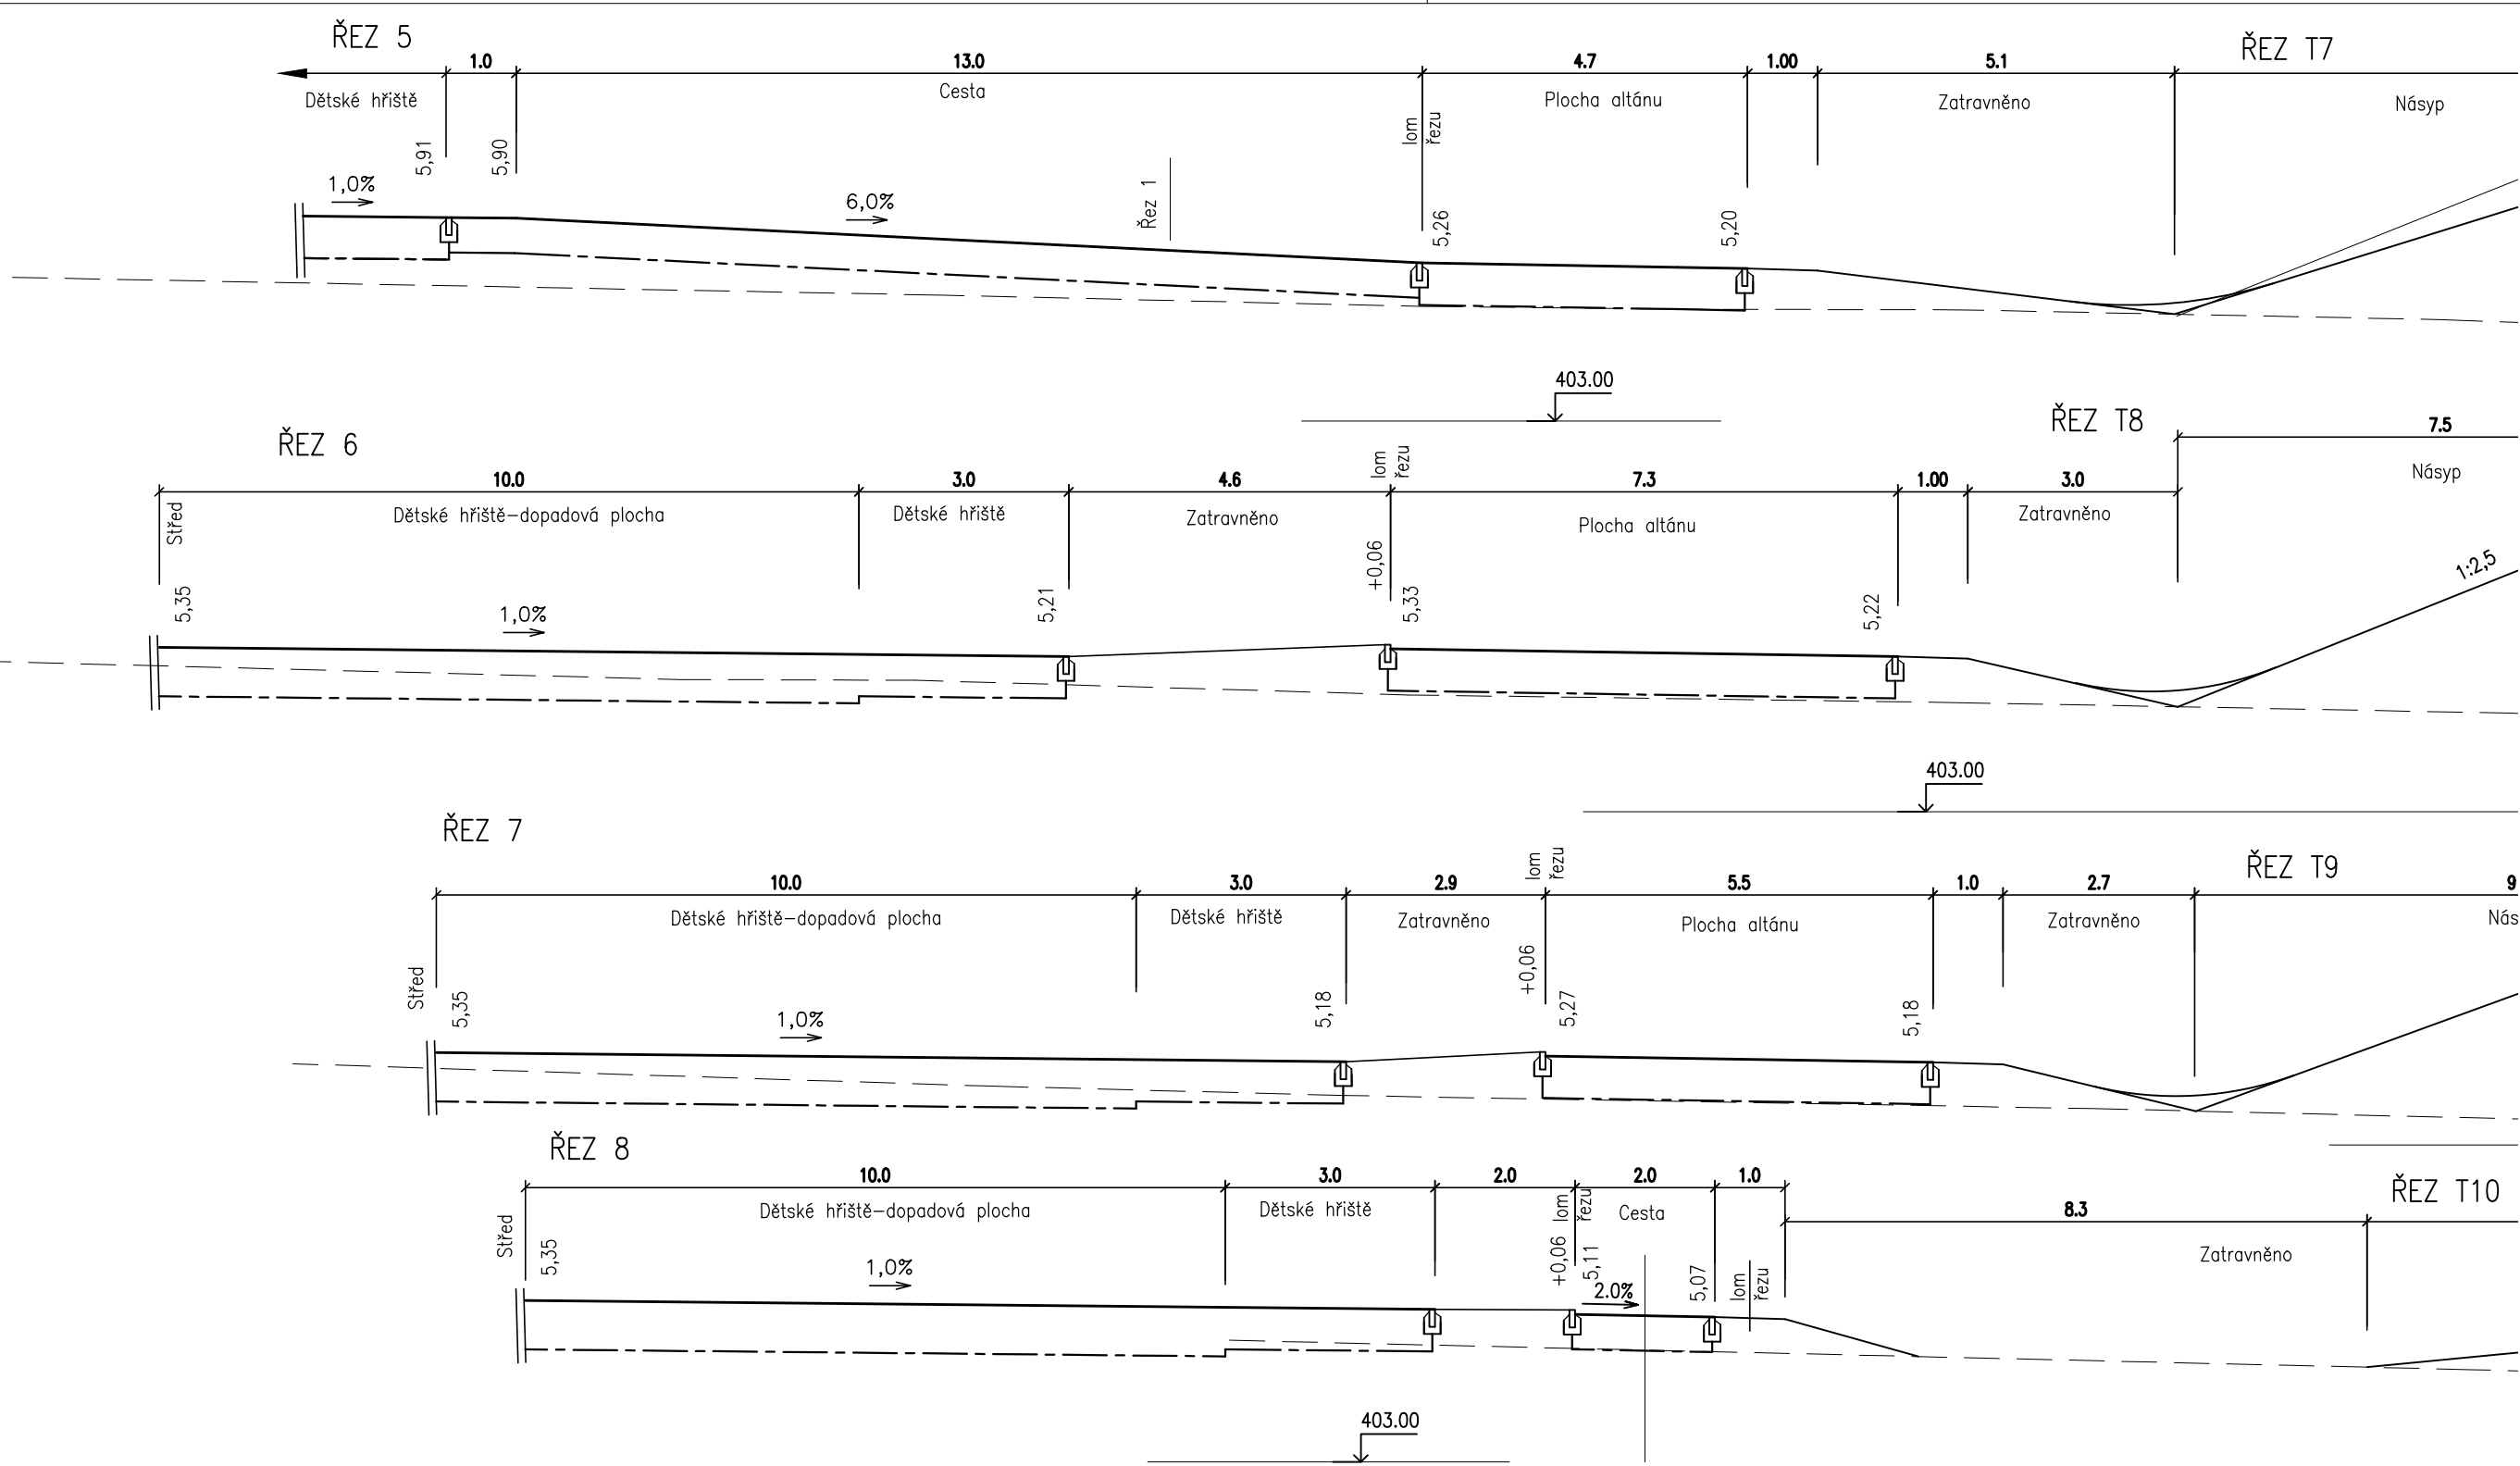 ŘEZ 5
ŘEZ T7
1.0 13.0 4.7 1.00 5.1
Dětské hřiště Cesta Plocha altánu Zatravněno Násyp
lom
řezu
5,91 5,90
1,0% 6,0% Řez 1 5,26 5,20
403.00
ŘEZ 6
ŘEZ T8
7.5
Násyp
lom
řezu
10.0 3.0 4.6 7.3 1.00 3.0
Střed Dětské hřiště-dopadová plocha Dětské hřiště Zatravněno Plocha altánu Zatravněno
+0,06
1:2,5
5,35 1,0% 5,21 5,33 5,22
403.00
ŘEZ 7
ŘEZ T9
lom
řezu
10.0 3.0 2.9 5.5 1.0 2.7 9
Dětské hřiště-dopadová plocha Dětské hřiště Zatravněno Plocha altánu Zatravněno Nás
Střed +0,06
5,35 1,0% 5,18 5,27 5,18
ŘEZ 8
ŘEZ T10
10.0 3.0 2.0 2.0 1.0
8.3
Střed Dětské hřiště-dopadová plocha Dětské hřiště lom
řezu
Cesta
Zatravněno
5,35 1,0% +0,06 5,11 2.0% 5,07 lom
řezu
403.00